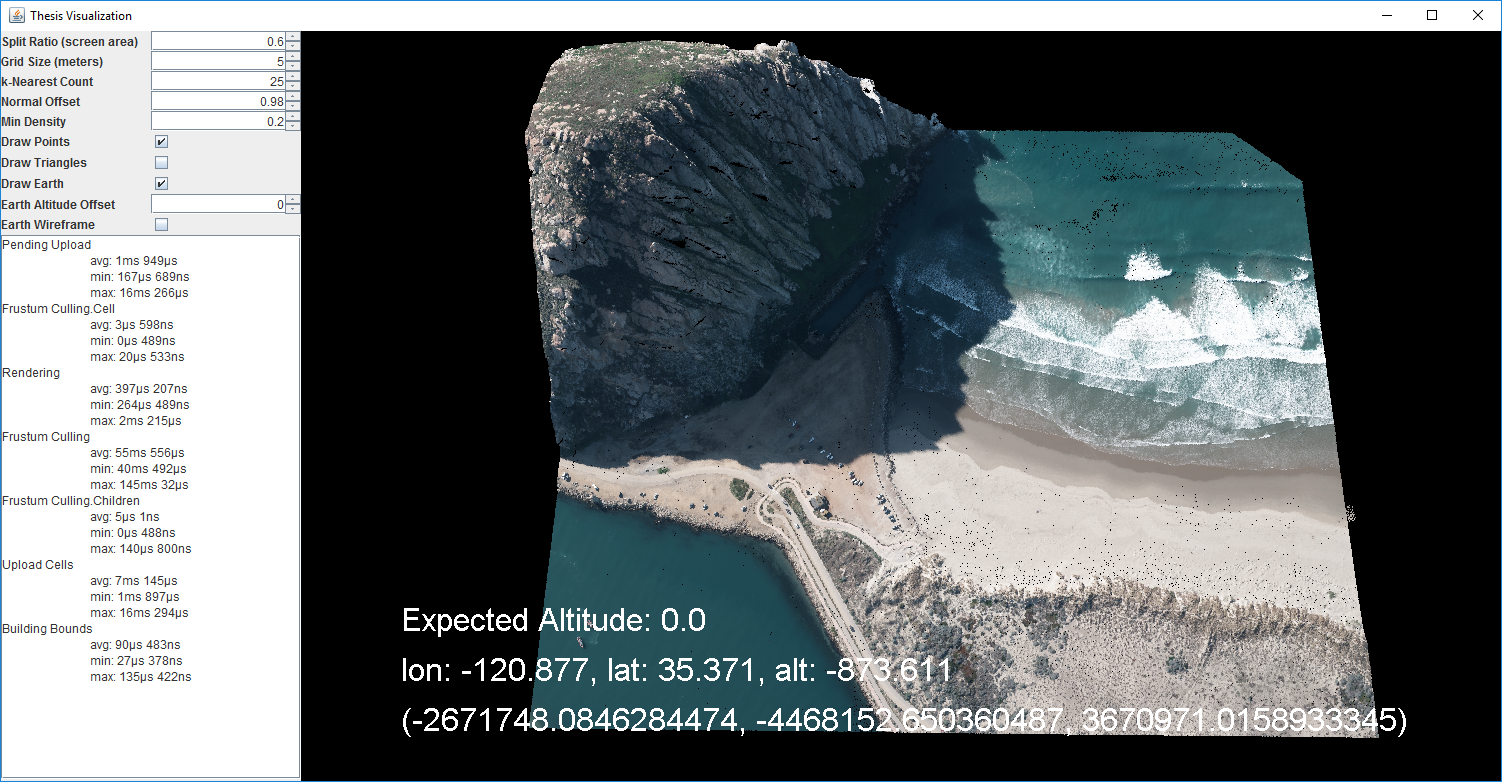 Thesis Visualization
Split Ratio (screen area) 0.6
Grid Size (meters) 5
k-Nearest Count 25
Normal Offset 0.98
Min Density 0.2
Draw Points
Draw Triangles
Draw Earth
Earth Altitude Offset 0
Earth Wireframe
Pending Upload
avg: 1ms 949µs
min: 167µs 689ns
max: 16ms 266µs
Frustum Culling.Cell
avg: 3µs 598ns
min: 0µs 489ns
max: 20µs 533ns
Rendering
avg: 397µs 207ns
min: 264µs 489ns
max: 2ms 215µs
Frustum Culling
avg: 55ms 556µs
min: 40ms 492µs
max: 145ms 32µs
Frustum Culling.Children
avg: 5µs 1ns
min: 0µs 488ns
max: 140µs 800ns
Upload Cells
avg: 7ms 145µs
min: 1ms 897µs
max: 16ms 294µs
Building Bounds
avg: 90µs 483ns
min: 27µs 378ns
max: 135µs 422ns
Expected Altitude: 0.0
lon: -120.877, lat: 35.371, alt: -873.611
(-2671748.0846284474, -4468152.650360487, 3670971.0158933345)